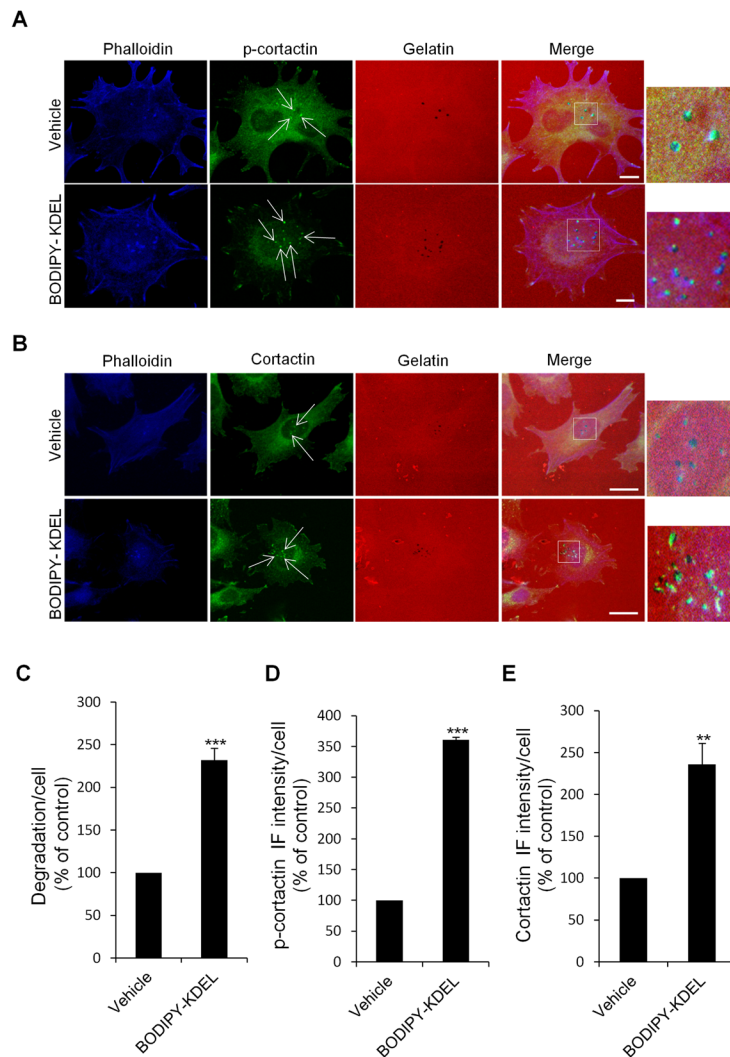 A
Phalloidin p-cortactin Gelatin Merge
Vehicle
BODIPY-KDEL
B
Phalloidin Cortactin Gelatin Merge
Vehicle
BODIPY-KDEL
C
Degradation/cell
(% of control)
300
250
200
150
100
50
0
***
Vehicle
BODIPY-KDEL
D
p-cortactin IF intensity/cell
(% of control)
400
350
300
250
200
150
100
50
0
***
Vehicle
BODIPY-KDEL
E
Cortactin IF intensity/cell
(% of control)
300
250
200
150
100
50
0
**
Vehicle
BODIPY-KDEL